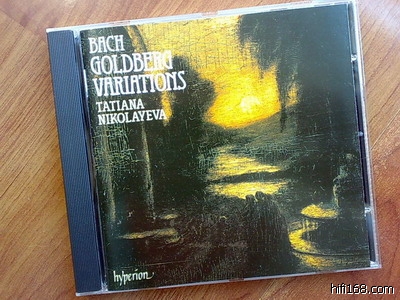 BACH
GOLDBERG
VARIATIONS
TATIANA
NIKOLAYEVA
hyperion
hifi168.com